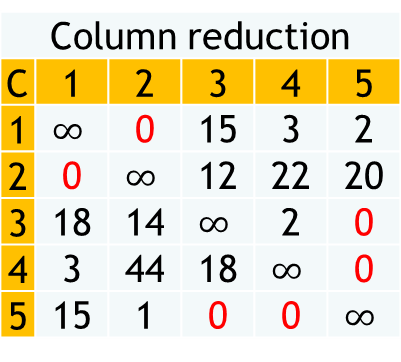 Column reduction
C 1 2 3 4 5
1 ∞ 0 15 3 2
2 0 ∞ 12 22 20
3 18 14 ∞ 2 0
4 3 44 18 ∞ 0
5 15 1 0 0 ∞